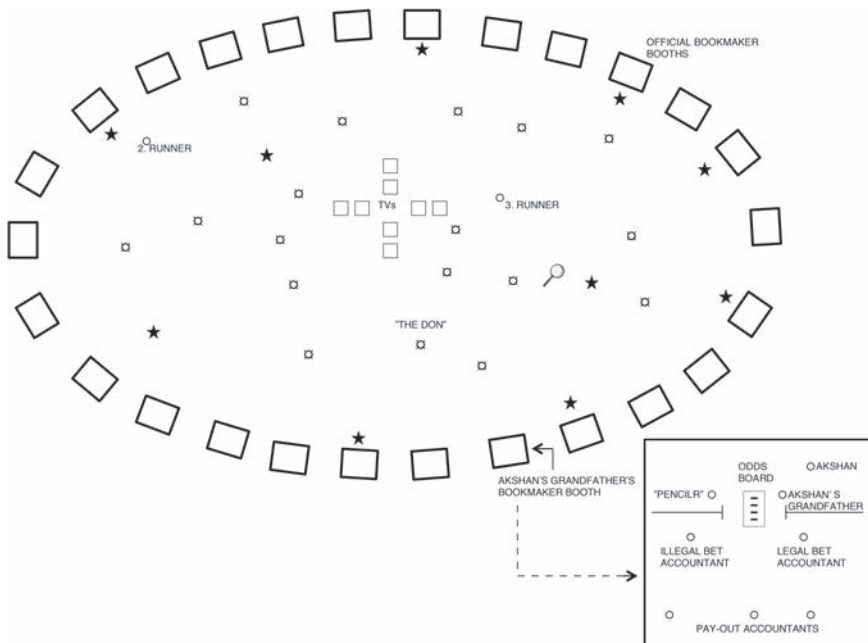 OFFICIAL BOOKMAKER
BOOTHS
2. RUNNER
TVs
3. RUNNER
"THE DON"
AKSHAN'S GRANDFATHER'S
BOOKMAKER BOOTH
ODDS
BOARD
AKSHAN
"PENCILR"
AKSHAN' S
GRANDFATHER
ILLEGAL BET
ACCOUNTANT
LEGAL BET
ACCOUNTANT
PAY-OUT ACCOUNTANTS